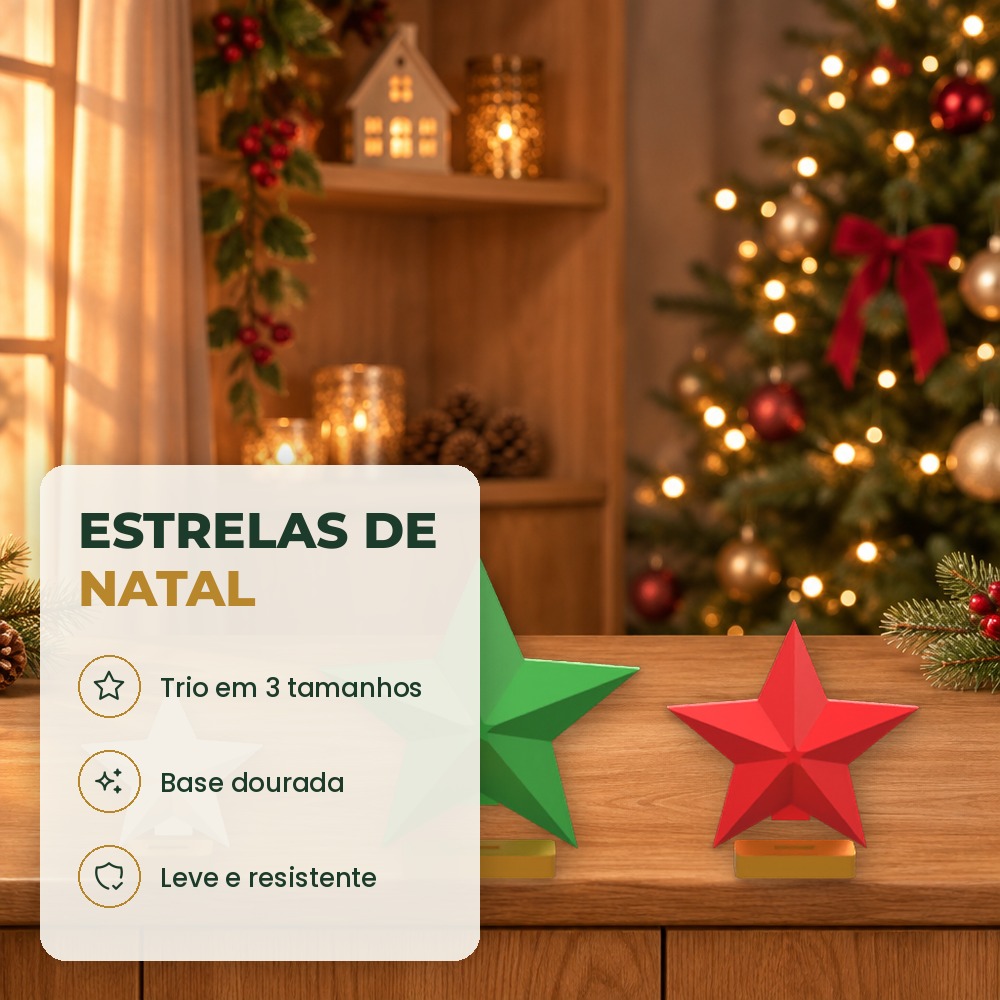 ESTRELAS DE
NATAL
Trio em 3 tamanhos
Base dourada
Leve e resistente